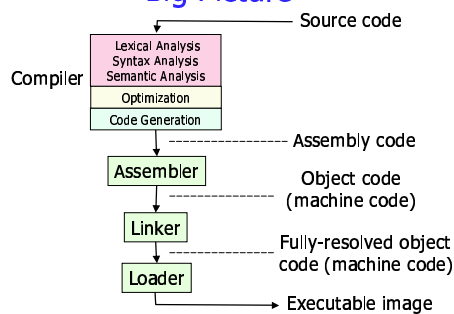 Big Picture
Source code
Lexical Analysis
Syntax Analysis
Semantic Analysis
Compiler
Optimization
Code Generation
Assembly code
Assembler
Object code
(machine code)
Linker
Fully-resolved object
code (machine code)
Loader
Executable image